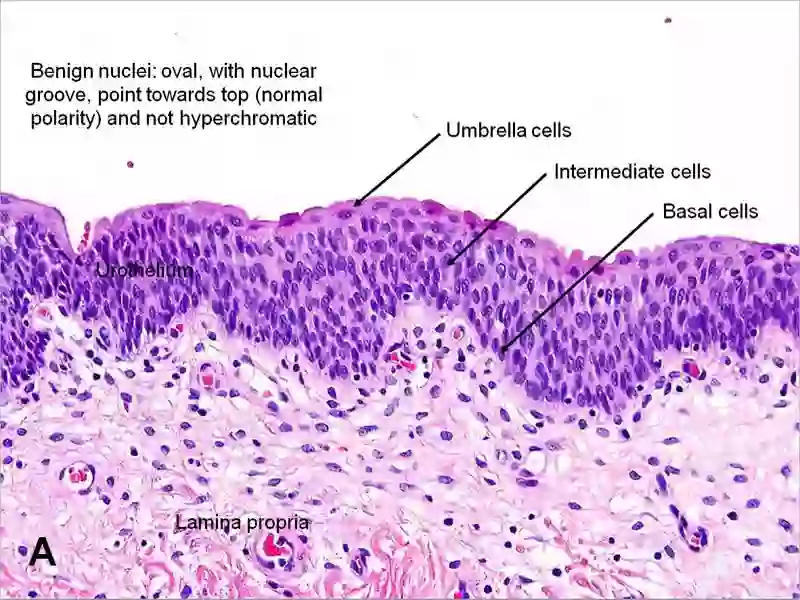 Benign nuclei: oval, with nuclear
groove, point towards top (normal
polarity) and not hyperchromatic
Umbrella cells
Intermediate cells
Basal cells
Urothelium
Lamina propria
A